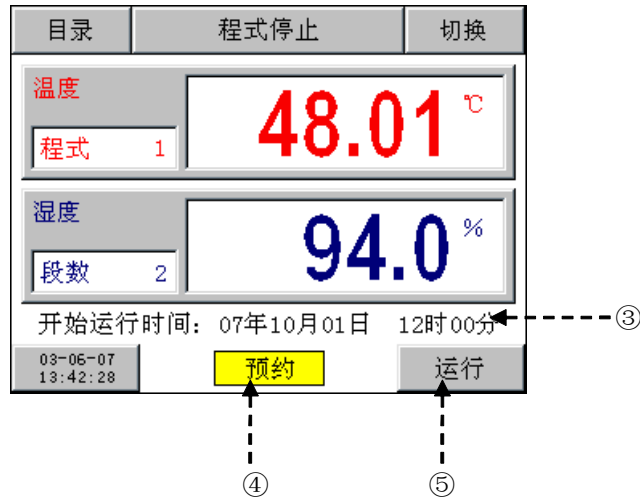 目录 程式停止 切换
温度
48.01 ℃
程式 1
湿度
94.0 %
段数 2
开始运行时间: 07年10月01日 12时00分 ③
03-06-07
13:42:28
预约 运行
④ ⑤